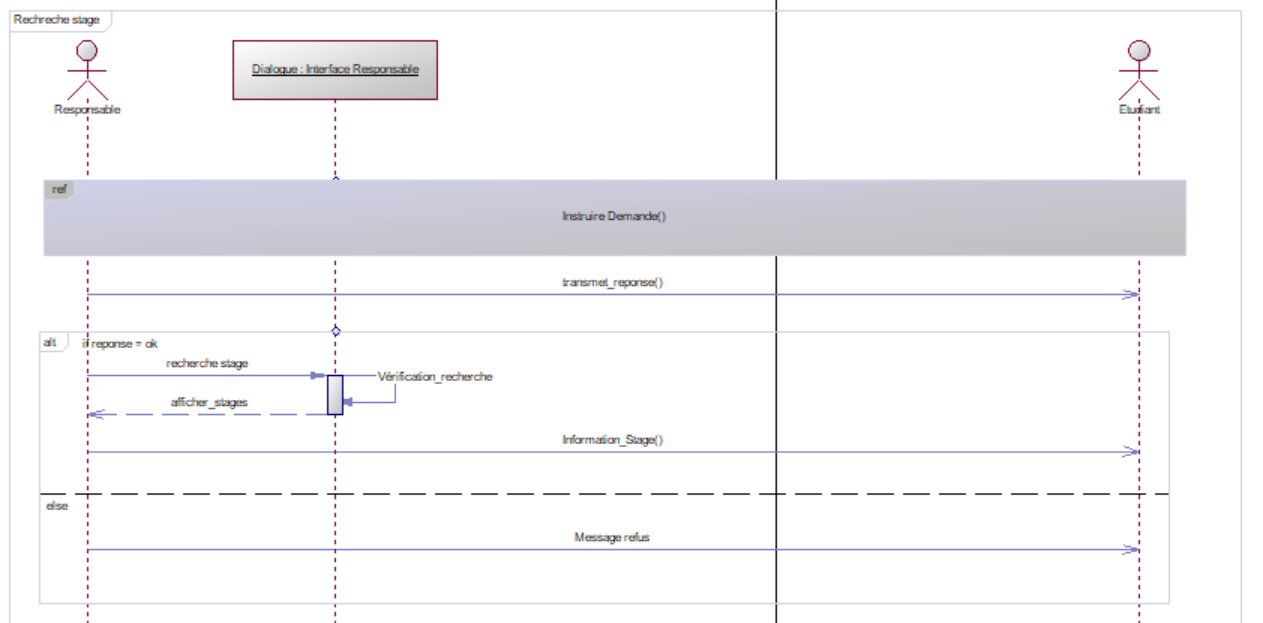 Rechreche stage
Dialogue : Interface Responsable
Responsable
Etudiant
ref
Instruire Demande()
transmet_reponse()
alt
if reponse = ok
recherche stage
Vérification_recherche
afficher_stages
Information_Stage()
else
Message refus